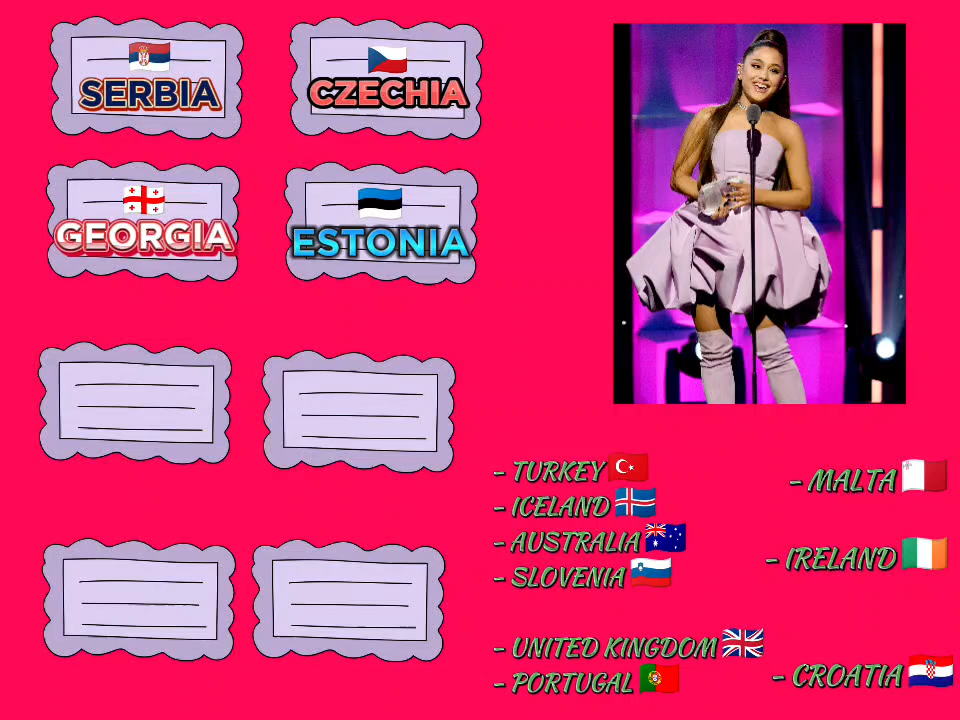 SERBIA
CZECHIA
GEORGIA
ESTONIA
- TURKEY
- ICELAND
- AUSTRALIA
- SLOVENIA
- UNITED KINGDOM
- PORTUGAL
- MALTA
- IRELAND
- CROATIA